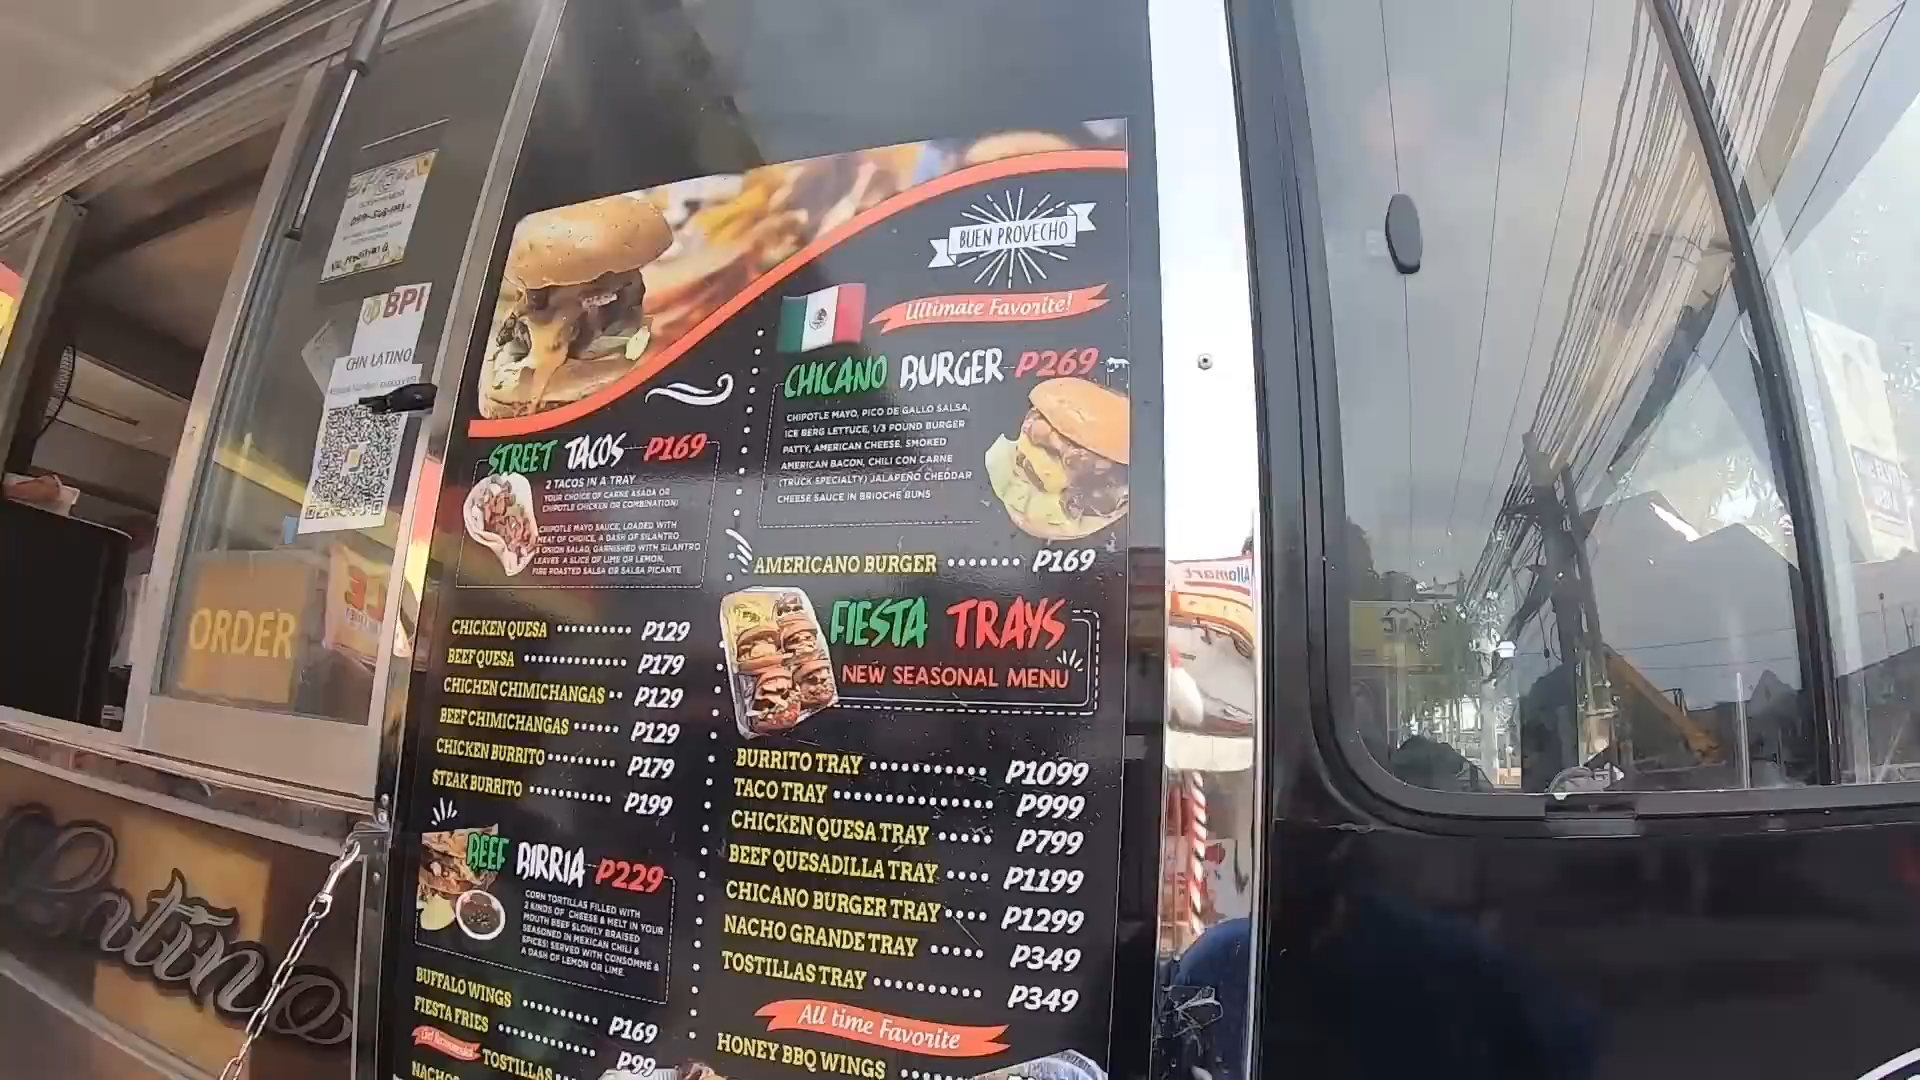 BPI
CHN LATINO
ORDER
Latino
BUEN PROVECHO
Ultimate Favorite!
CHICANO BURGER P269
CHIPOTLE MAYO, PICO DE GALLO SALSA,
ICE BERG LETTUCE, 1/3 POUND BURGER
PATTY, AMERICAN CHEESE, SMOKED
AMERICAN BACON, CHILI CON CARNE
(TRUCK SPECIALTY) JALAPEÑO CHEDDAR
CHEESE SAUCE IN BRIOCHE BUNS
AMERICANO BURGER ....... P169
STREET TACOS P169
2 TACOS IN A TRAY
YOUR CHOICE OF CARNE ASADA OR
CHIPOTLE CHICKEN OR COMBINATION!
CHIPOTLE MAYO SAUCE, LOADED WITH
MEAT OF CHOICE, A DASH OF SILANTRO
& ONION SALAD, GARNISHED WITH SILANTRO
LEAVES A SLICE OF LIME OR LEMON,
FIRE ROASTED SALSA OR SALSA PICANTE
CHICKEN QUESA .......... P129
BEEF QUESA .............. P179
CHICHEN CHIMICHANGAS .. P129
BEEF CHIMICHANGAS ...... P129
CHICKEN BURRITO ......... P179
STEAK BURRITO ........... P199
BEEF BIRRIA P229
CORN TORTILLAS FILLED WITH
2 KINDS OF CHEESE & MELT IN YOUR
MOUTH BEEF SLOWLY BRAISED
SEASONED IN MEXICAN CHILI &
SPICES! SERVED WITH CONSOMMÉ &
A DASH OF LEMON OR LIME.
BUFFALO WINGS .......... P169
FIESTA FRIES ............. P99
Chef Recommended
TOSTILLAS...
NACHOS
FIESTA TRAYS
NEW SEASONAL MENU
BURRITO TRAY ............ P1099
TACO TRAY ................ P999
CHICKEN QUESA TRAY ..... P799
BEEF QUESADILLA TRAY .... P1199
CHICANO BURGER TRAY .... P1299
NACHO GRANDE TRAY ..... P349
TOSTILLAS TRAY ........... P349
All time Favorite
HONEY BBQ WINGS ....
Alfamart